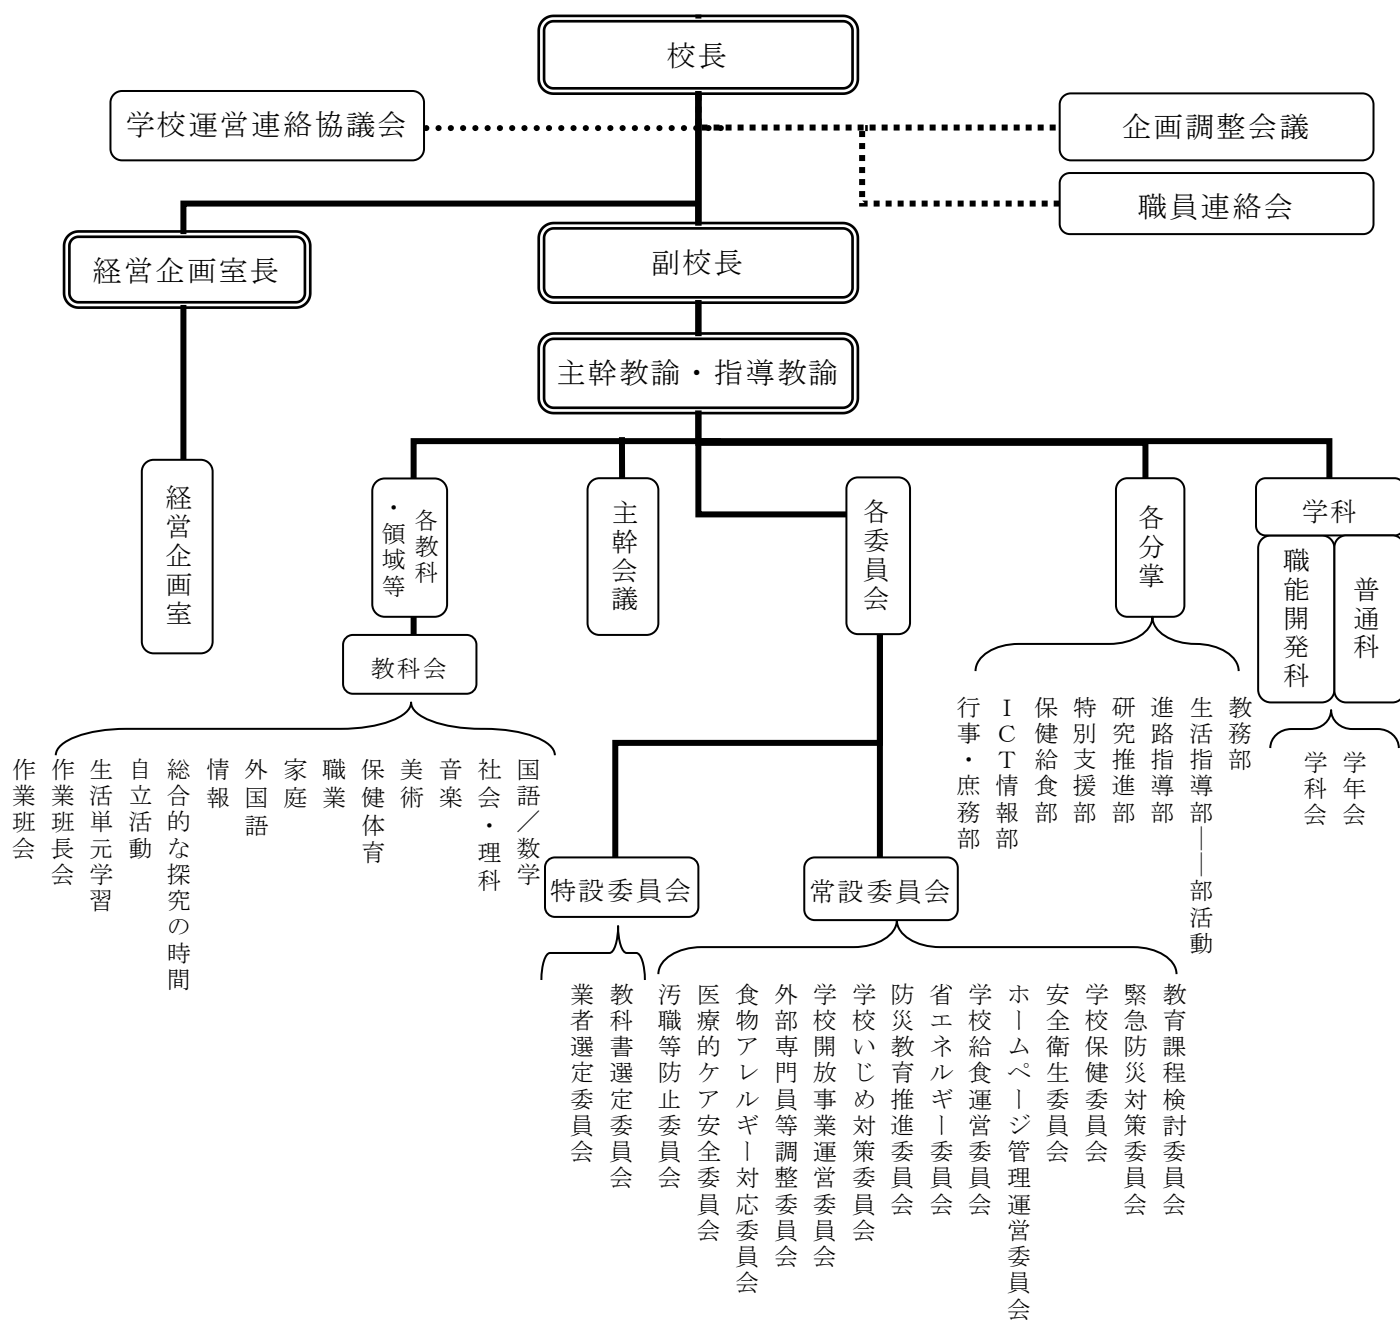 校長
学校運営連絡協議会
企画調整会議
職員連絡会
経営企画室長
副校長
主幹教諭・指導教諭
経営企画室
各教科
・領域等
主幹会議
各委員会
各分掌
学科
普通科
職能開発科
教科会
学年会
学科会
教務部
生活指導部――部活動
進路指導部
研究推進部
特別支援部
保健給食部
ICT情報部
行事・庶務部
国語／数学
社会・理科
音楽
美術
保健体育
職業
家庭
外国語
情報
総合的な探究の時間
自立活動
生活単元学習
作業班長会
作業班会
特設委員会
常設委員会
教科書選定委員会
業者選定委員会
教育課程検討委員会
緊急防災対策委員会
学校保健委員会
安全衛生委員会
ホームページ管理運営委員会
学校給食運営委員会
省エネルギー委員会
防災教育推進委員会
学校いじめ対策委員会
学校開放事業運営委員会
外部専門員等調整委員会
食物アレルギー対応委員会
医療的ケア安全委員会
汚職等防止委員会